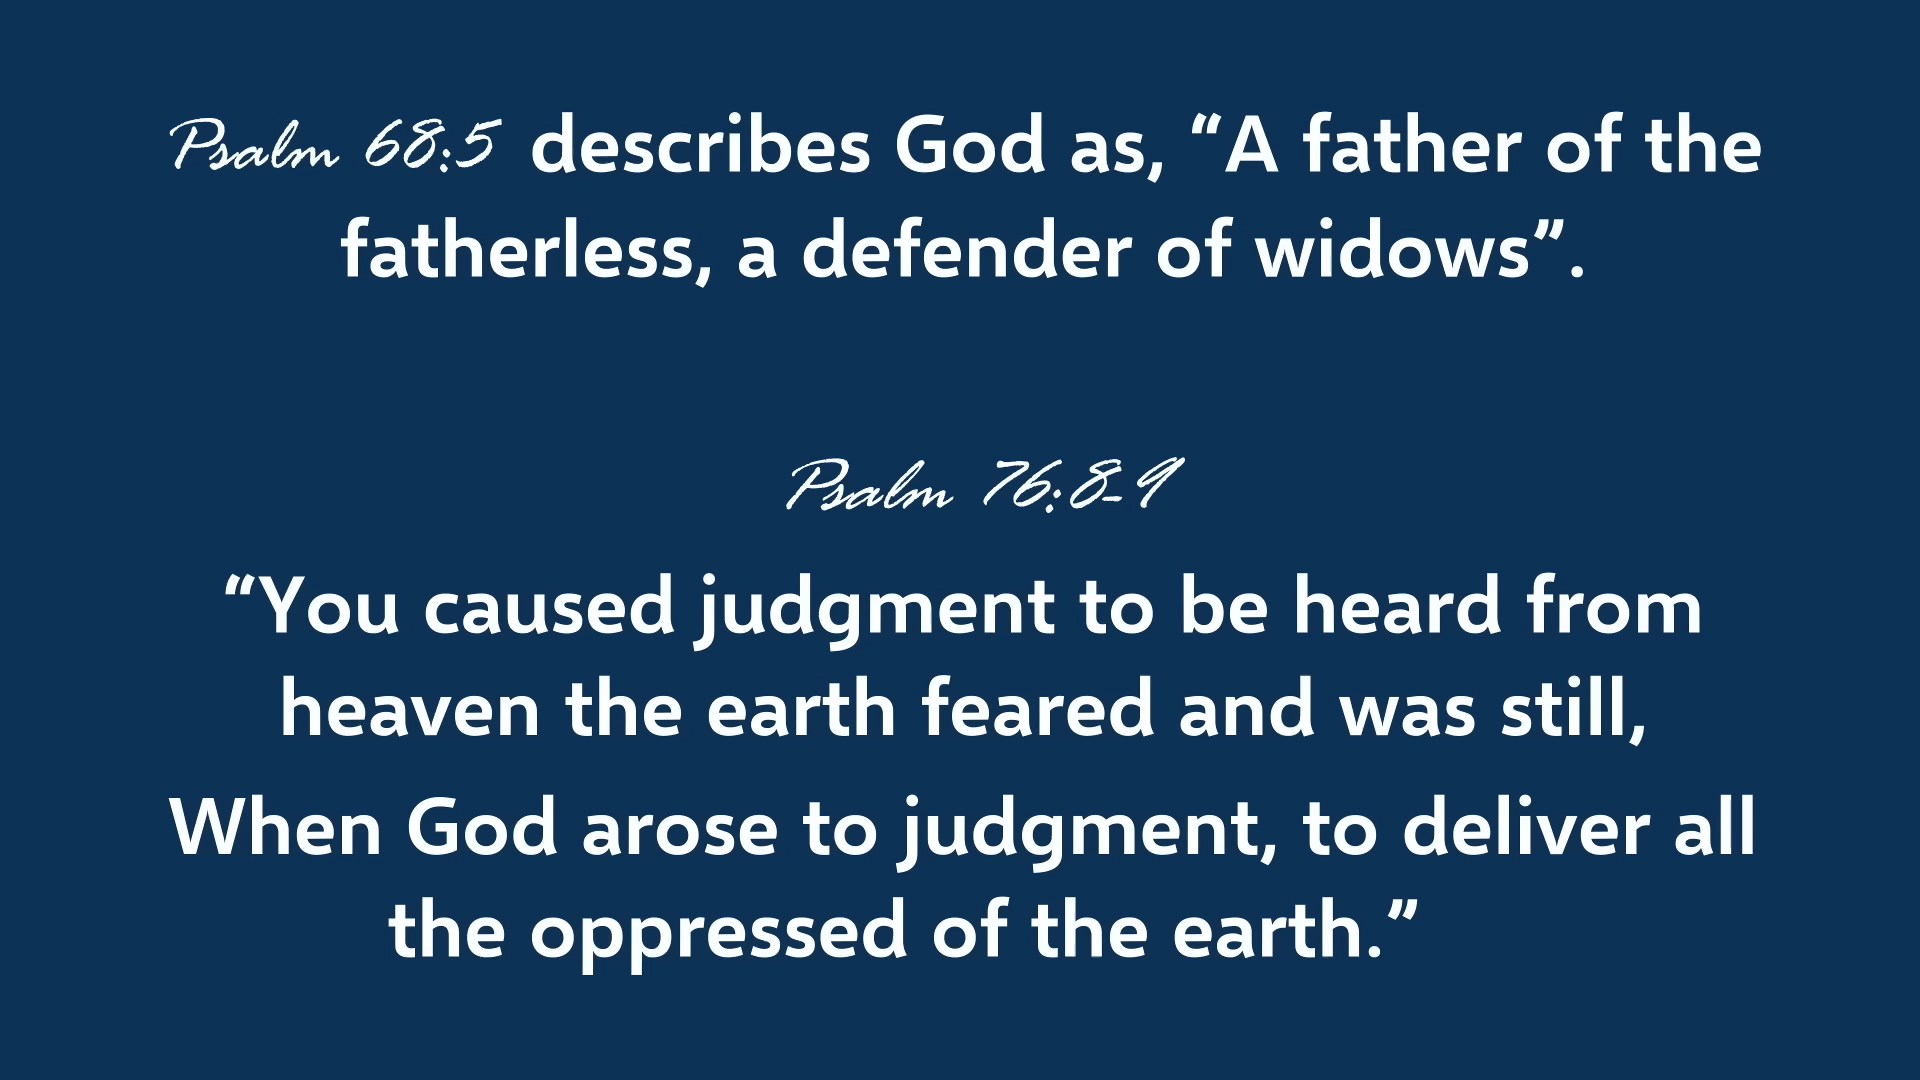 Psalm 68:5 describes God as, “A father of the
fatherless, a defender of widows”.
Psalm 76:8-9
“You caused judgment to be heard from
heaven the earth feared and was still,
When God arose to judgment, to deliver all
the oppressed of the earth.”